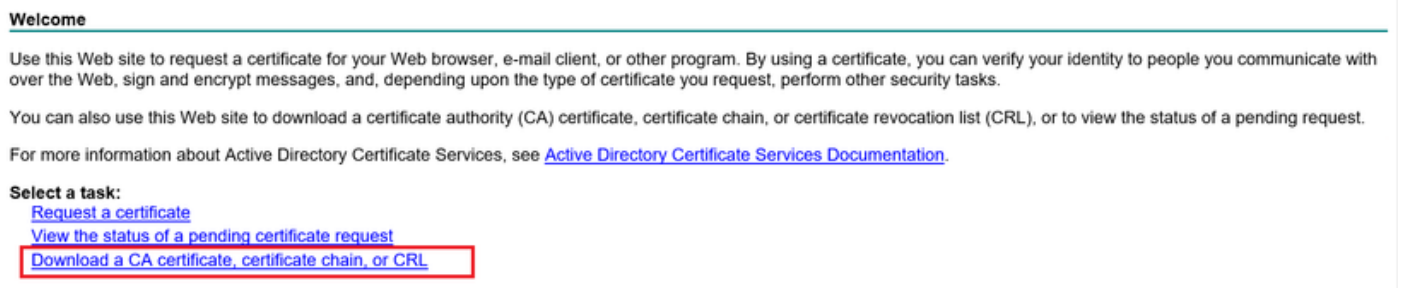 Welcome
Use this Web site to request a certificate for your Web browser, e-mail client, or other program. By using a certificate, you can verify your identity to people you communicate with
over the Web, sign and encrypt messages, and, depending upon the type of certificate you request, perform other security tasks.
You can also use this Web site to download a certificate authority (CA) certificate, certificate chain, or certificate revocation list (CRL), or to view the status of a pending request.
For more information about Active Directory Certificate Services, see Active Directory Certificate Services Documentation.
Select a task:
Request a certificate
View the status of a pending certificate request
Download a CA certificate, certificate chain, or CRL